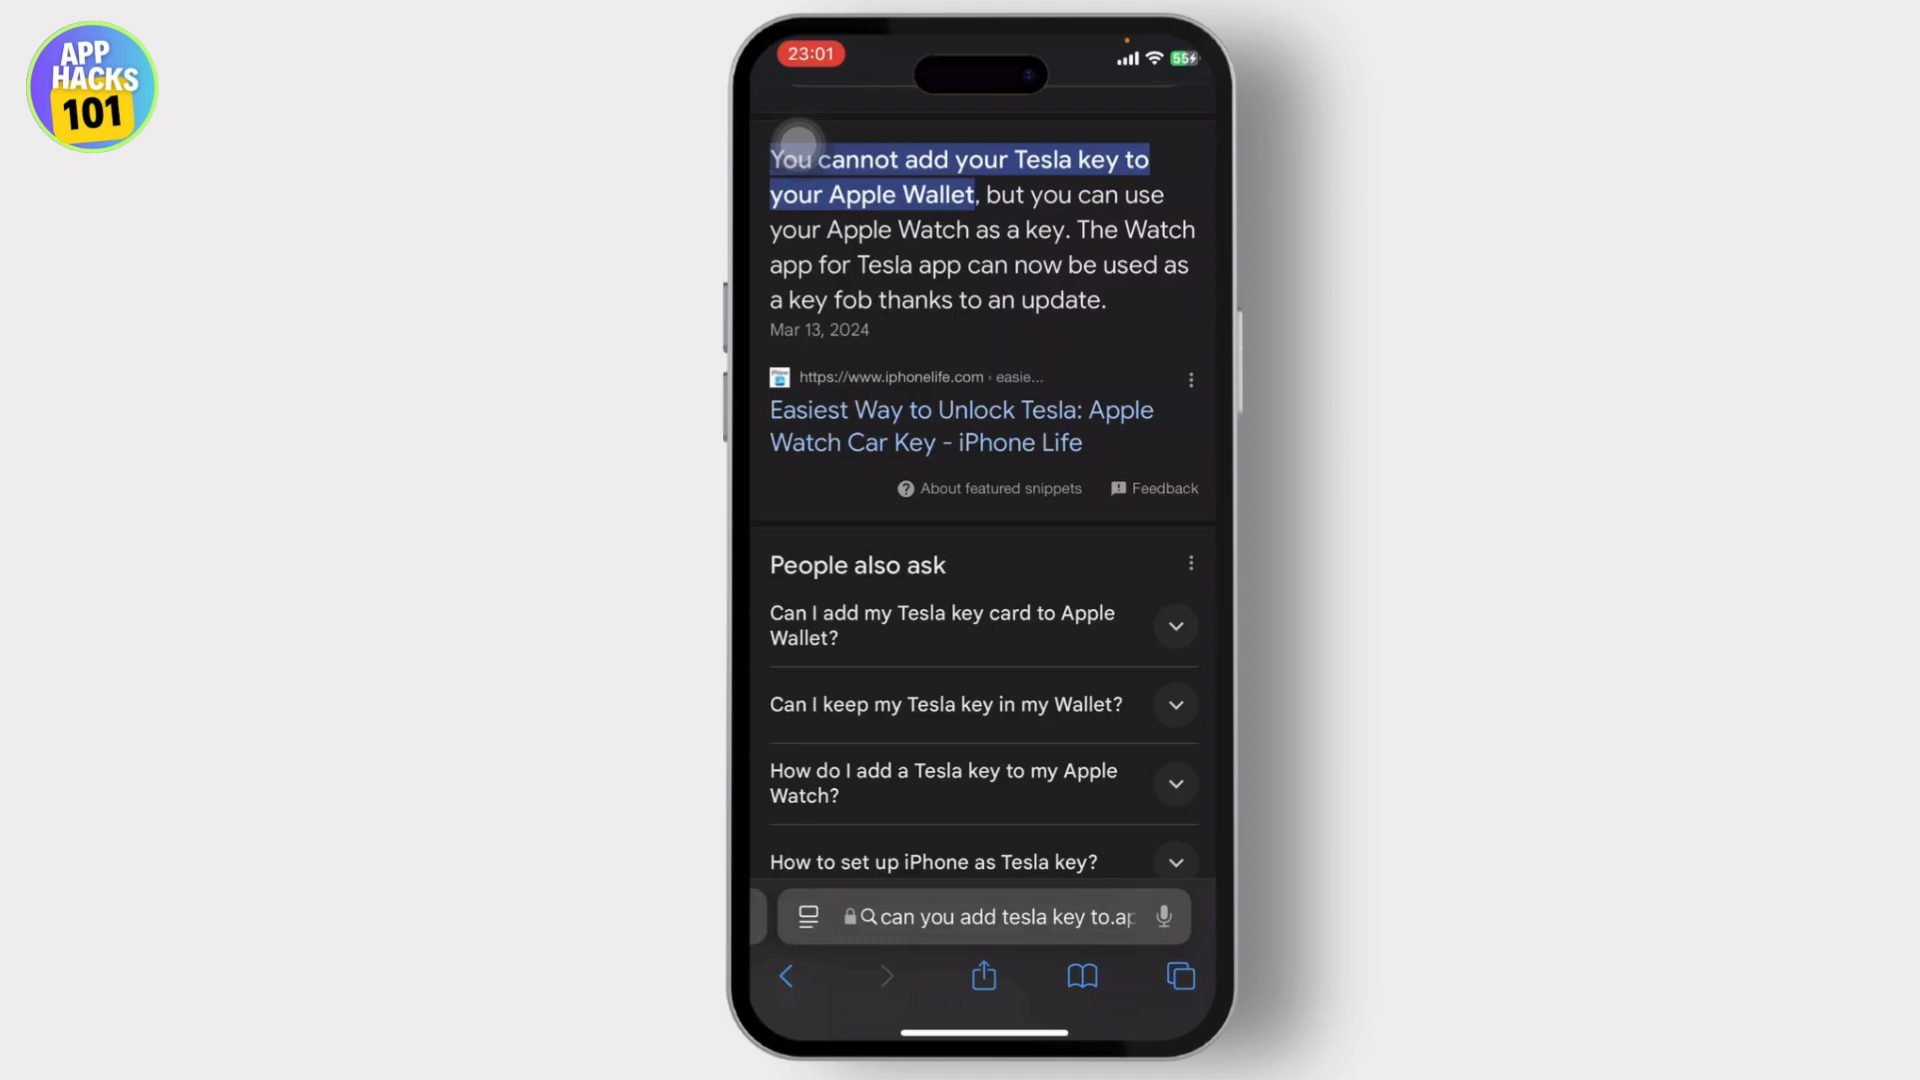 APP
HACKS
101
23:01
55
You cannot add your Tesla key to
your Apple Wallet, but you can use
your Apple Watch as a key. The Watch
app for Tesla app can now be used as
a key fob thanks to an update.
Mar 13, 2024
https://www.iphonelife.com › easie...
Easiest Way to Unlock Tesla: Apple
Watch Car Key - iPhone Life
About featured snippets
Feedback
People also ask
Can I add my Tesla key card to Apple
Wallet?
Can I keep my Tesla key in my Wallet?
How do I add a Tesla key to my Apple
Watch?
How to set up iPhone as Tesla key?
can you add tesla key to.ap